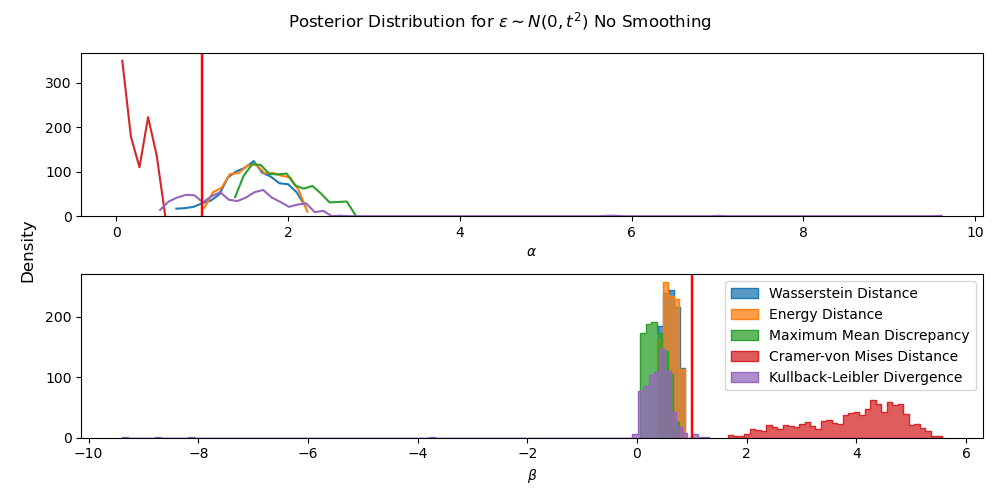 Posterior Distribution for ε ~ N(0, t²) No Smoothing
Density
300
200
100
0
0 2 4 6 8 10
α
200
100
0
−10 −8 −6 −4 −2 0 2 4 6
β
Wasserstein Distance
Energy Distance
Maximum Mean Discrepancy
Cramer-von Mises Distance
Kullback-Leibler Divergence